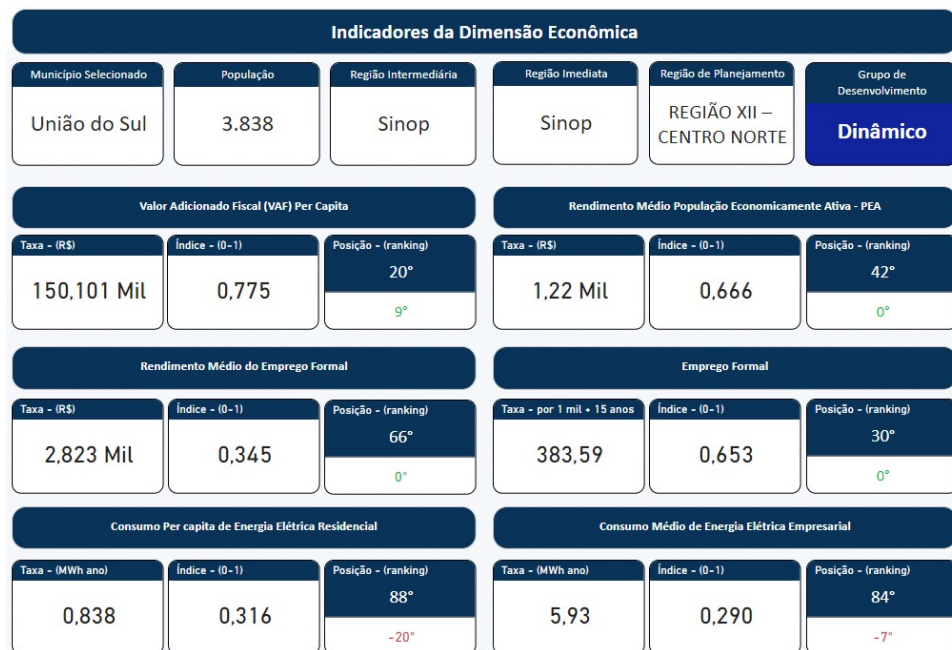 Indicadores da Dimensão Econômica
Município Selecionado
União do Sul
População
3.838
Região Intermediária
Sinop
Região Imediata
Sinop
Região de Planejamento
REGIÃO XII –
CENTRO NORTE
Grupo de
Desenvolvimento
Dinâmico
Valor Adicionado Fiscal (VAF) Per Capita
Taxa - (R$)
150,101 Mil
Índice - (0-1)
0,775
Posição - (ranking)
20°
9°
Rendimento Médio População Economicamente Ativa - PEA
Taxa - (R$)
1,22 Mil
Índice - (0-1)
0,666
Posição - (ranking)
42°
0°
Rendimento Médio do Emprego Formal
Taxa - (R$)
2,823 Mil
Índice - (0-1)
0,345
Posição - (ranking)
66°
0°
Emprego Formal
Taxa - por 1 mil + 15 anos
383,59
Índice - (0-1)
0,653
Posição - (ranking)
30°
0°
Consumo Per capita de Energia Elétrica Residencial
Taxa - (MWh ano)
0,838
Índice - (0-1)
0,316
Posição - (ranking)
88°
-20°
Consumo Médio de Energia Elétrica Empresarial
Taxa - (MWh ano)
5,93
Índice - (0-1)
0,290
Posição - (ranking)
84°
-7°